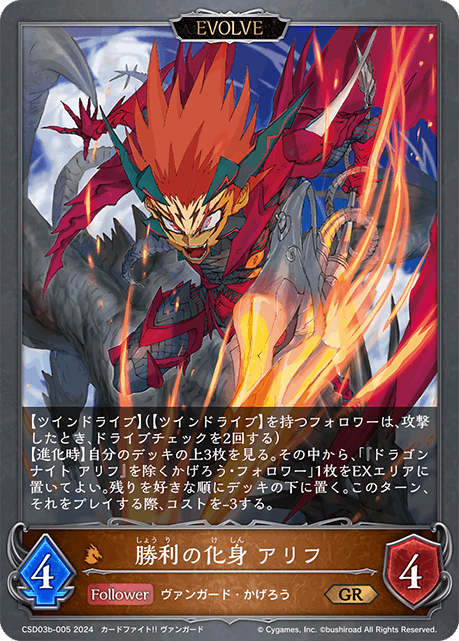 EVOLVE
【ツインドライブ】(【ツインドライブ】を持つフォロワーは、攻撃
したとき、ドライブチェックを2回する)
【進化時】自分のデッキの上3枚を見る。その中から、「『ドラゴン
ナイト アリフ』を除くかげろう・フォロワー」1枚をEXエリアに
置いてよい。残りを好きな順にデッキの下に置く。このターン、
それをプレイする際、コストを-3する。
しょうり けしん
勝利の化身 アリフ
4
4
Follower ヴァンガード・かげろう GR
CSD03b-005 2024 カードファイト!! ヴァンガード © Cygames, Inc. ©bushiroad All Rights Reserved.